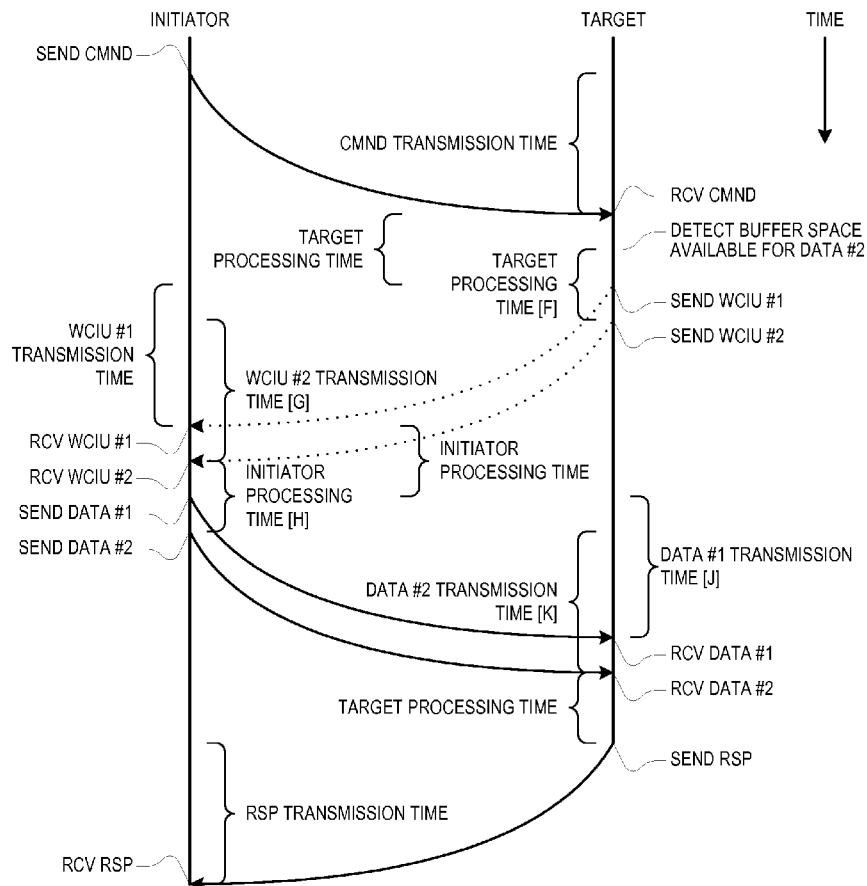 INITIATOR
TARGET
TIME
SEND CMND
CMND TRANSMISSION TIME
RCV CMND
TARGET
PROCESSING TIME
DETECT BUFFER SPACE
AVAILABLE FOR DATA #2
TARGET
PROCESSING
TIME [F]
SEND WCIU #1
SEND WCIU #2
WCIU #1
TRANSMISSION
TIME
WCIU #2 TRANSMISSION
TIME [G]
RCV WCIU #1
RCV WCIU #2
INITIATOR
PROCESSING TIME
INITIATOR
PROCESSING
TIME [H]
SEND DATA #1
SEND DATA #2
DATA #1 TRANSMISSION
TIME [J]
DATA #2 TRANSMISSION
TIME [K]
RCV DATA #1
RCV DATA #2
TARGET PROCESSING TIME
SEND RSP
RSP TRANSMISSION TIME
RCV RSP